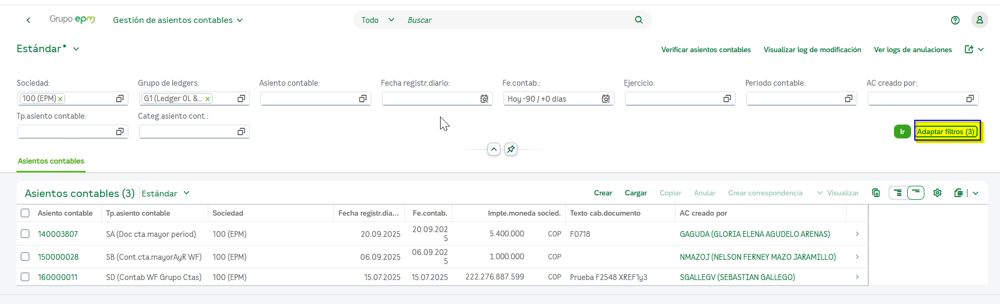 Grupo·epm Gestión de asientos contables Todo Buscar
Estándar* Verificar asientos contables Visualizar log de modificación Ver logs de anulaciones
Sociedad: Grupo de ledgers: Asiento contable: Fecha registr.diario: Fe.contab.: Ejercicio: Período contable: AC creado por:
100 (EPM) G1 (Ledger 0L &... Hoy -90 / +0 días
Tp.asiento contable: Categ.asiento cont.:
Ir Adaptar filtros (3)
Asientos contables
Asientos contables (3) Estándar Crear Cargar Copiar Anular Crear correspondencia Visualizar
Asiento contable Tp.asiento contable Sociedad Fecha registr.dia... Fe.contab. Impte.moneda socied. Texto cab.documento AC creado por
140003807 SA (Doc cta.mayor period) 100 (EPM) 20.09.2025 20.09.2025 5.400.000 COP F0718 GAGUDA (GLORIA ELENA AGUDELO ARENAS)
150000028 SB (Cont.cta.mayorAyR WF) 100 (EPM) 06.09.2025 06.09.2025 1.000.000 COP NMAZOJ (NELSON FERNEY MAZO JARAMILLO)
160000011 SD (Contab WF Grupo Ctas) 100 (EPM) 15.07.2025 15.07.2025 222.276.887.599 COP Prueba F2548 XREF1y3 SGALLEGV (SEBASTIAN GALLEGO)